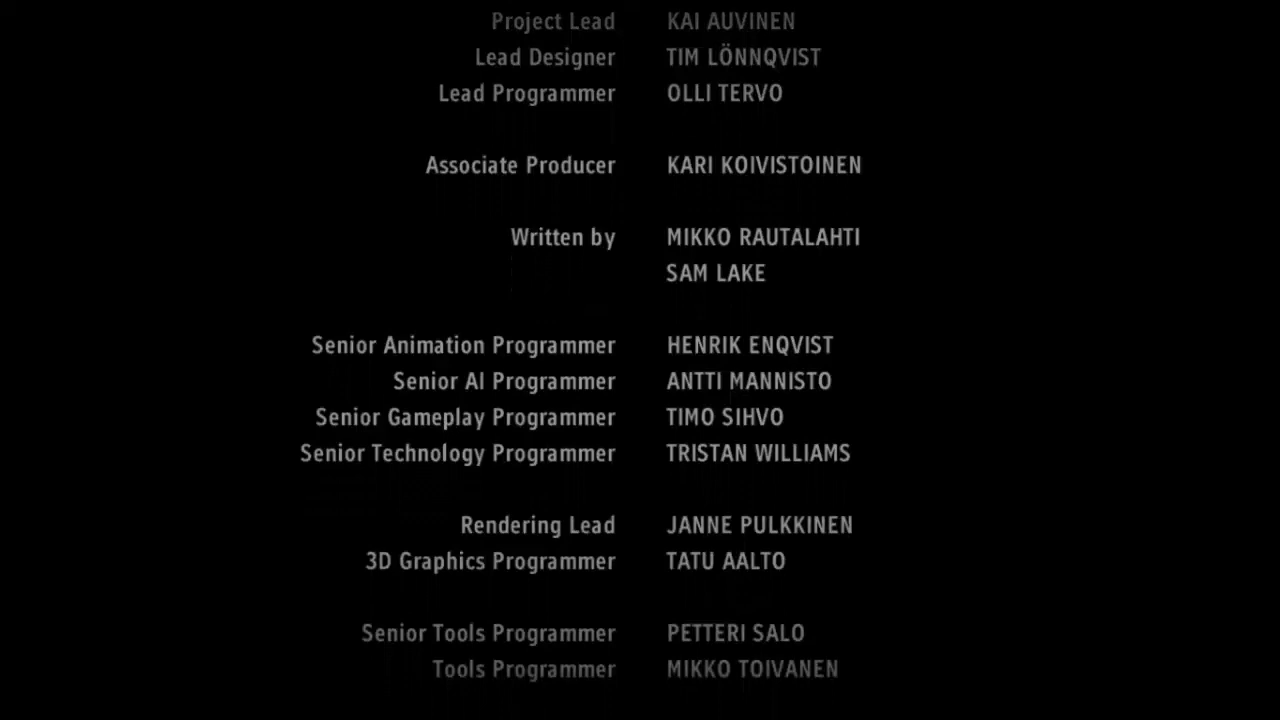 Project Lead KAI AUVINEN
Lead Designer TIM LÖNNQVIST
Lead Programmer OLLI TERVO
Associate Producer KARI KOIVISTOINEN
Written by MIKKO RAUTALAHTI
SAM LAKE
Senior Animation Programmer HENRIK ENQVIST
Senior AI Programmer ANTTI MANNISTO
Senior Gameplay Programmer TIMO SIHVO
Senior Technology Programmer TRISTAN WILLIAMS
Rendering Lead JANNE PULKKINEN
3D Graphics Programmer TATU AALTO
Senior Tools Programmer PETTERI SALO
Tools Programmer MIKKO TOIVANEN